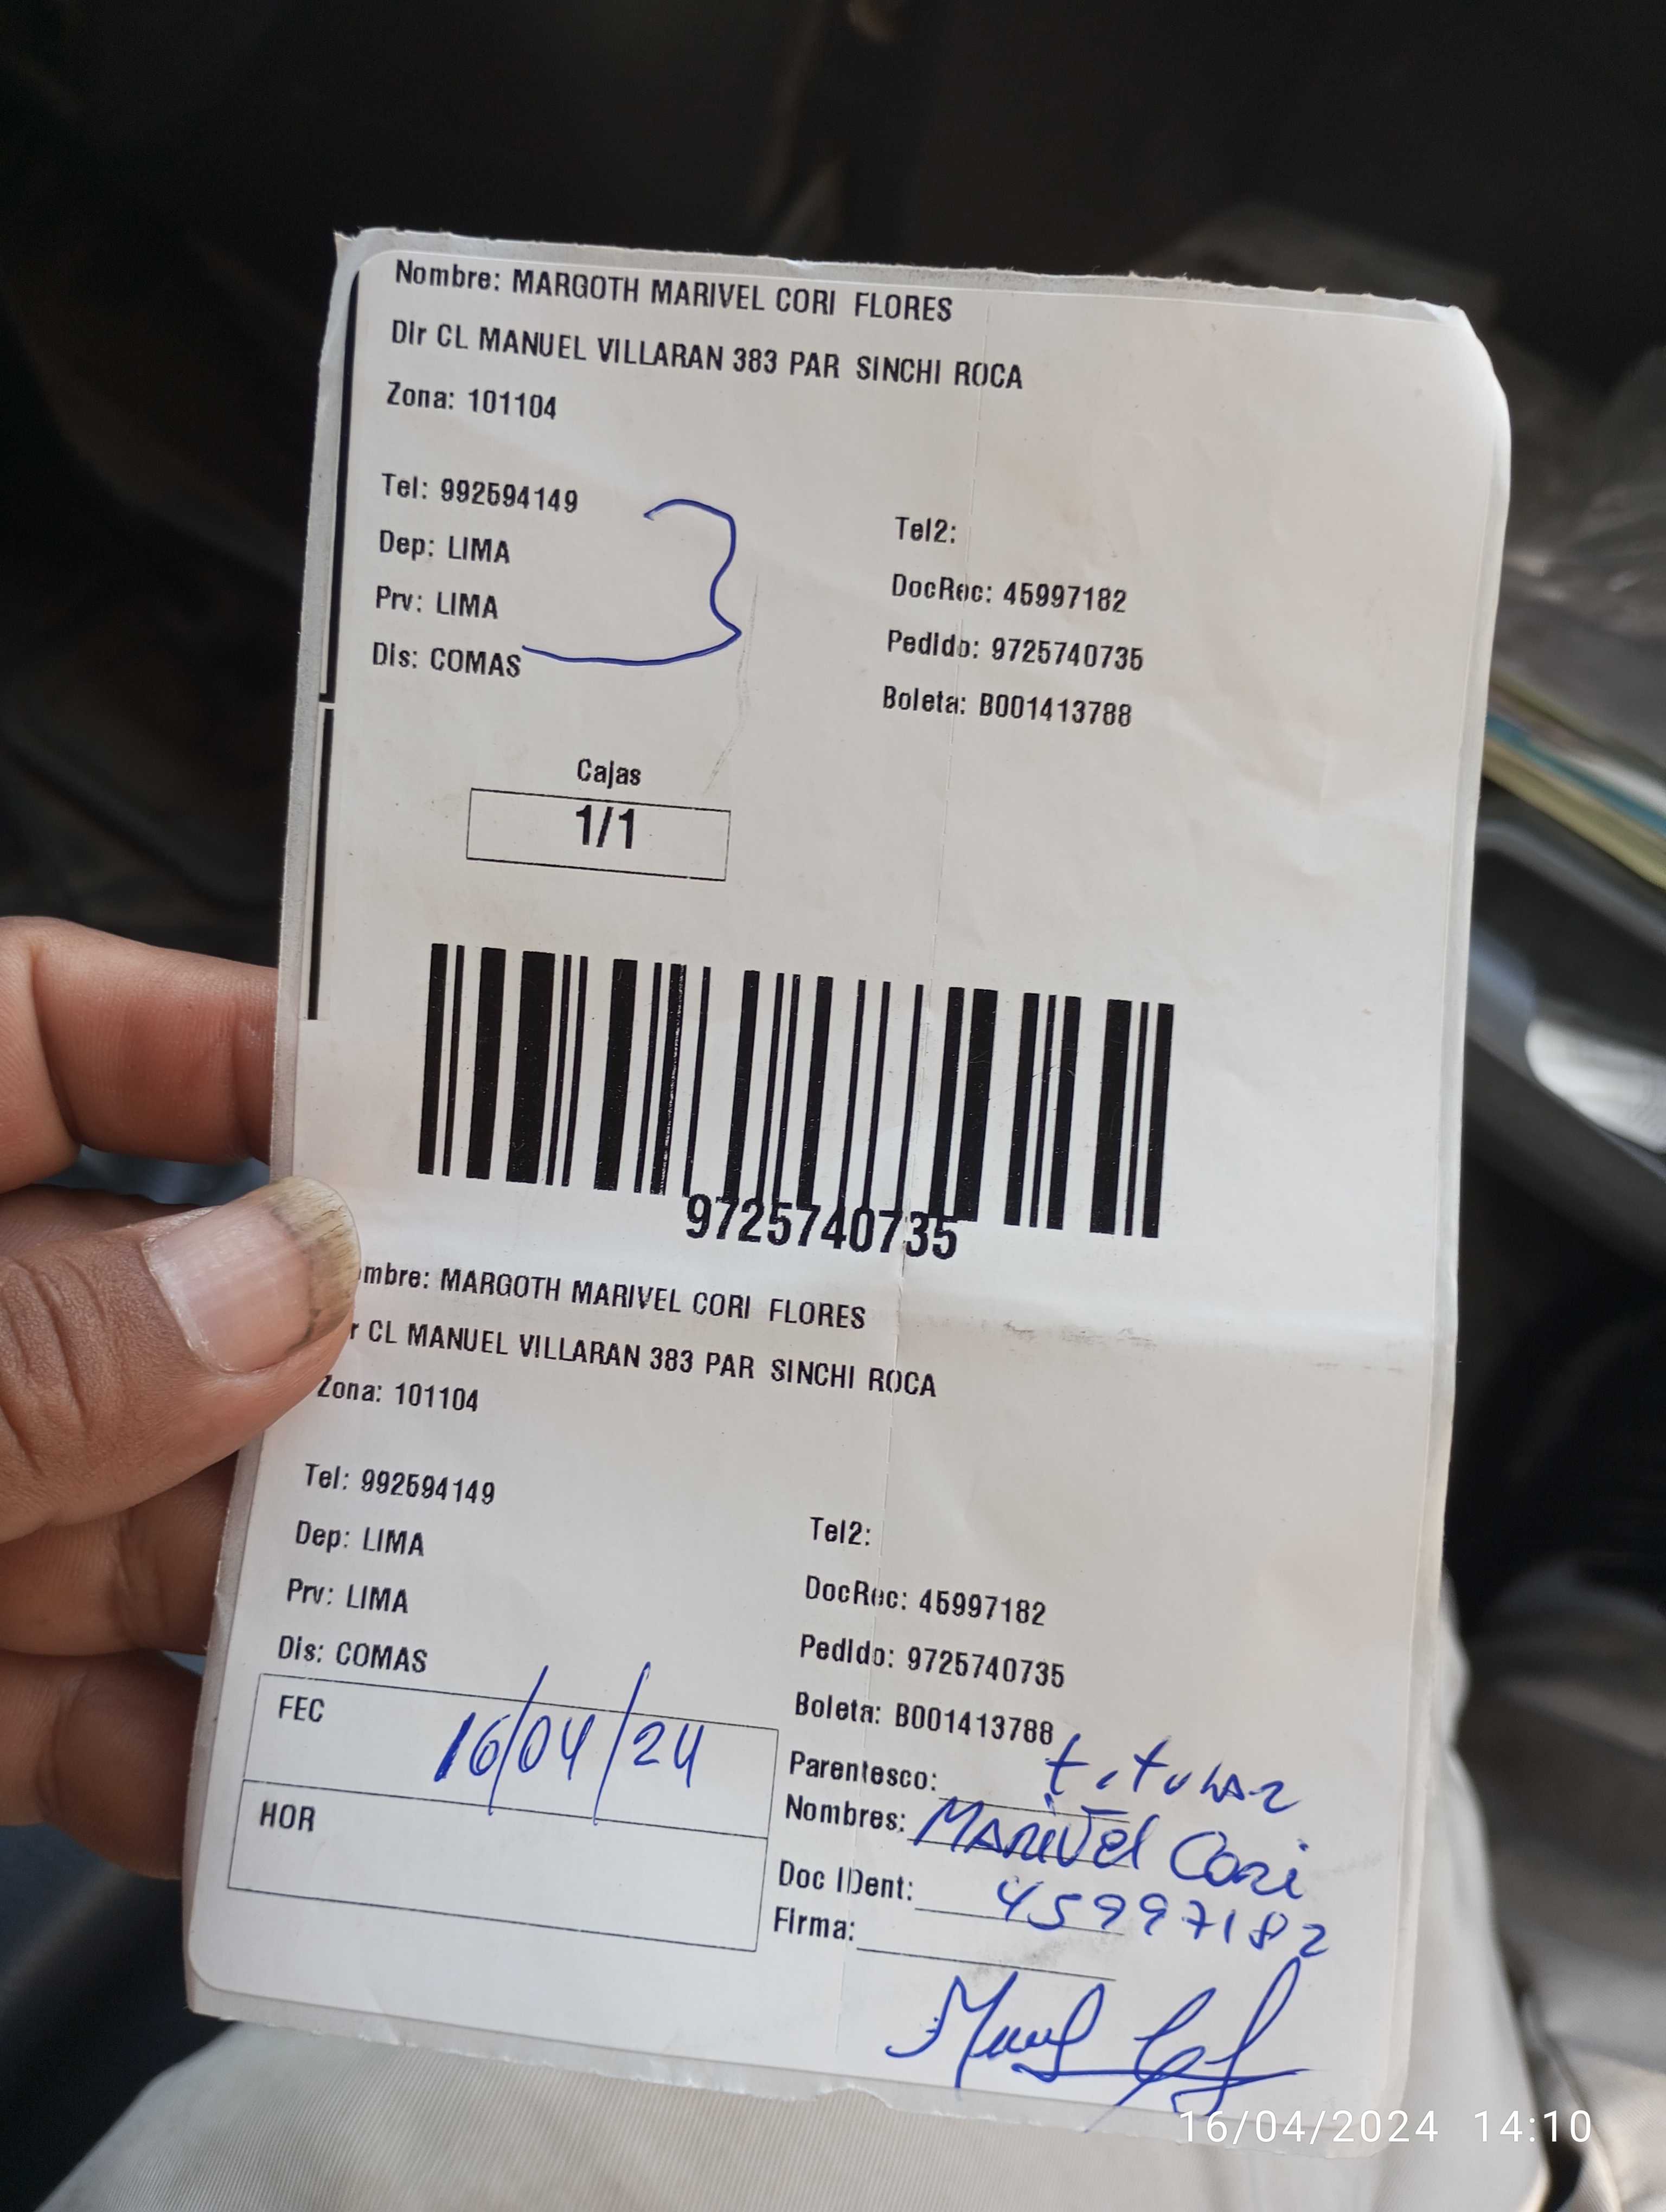 Nombre: MARGOTH MARIVEL CORI FLORES
Dir CL MANUEL VILLARAN 383 PAR SINCHI ROCA
Zona: 101104
Tel: 992594149
Tel2:
Dep: LIMA
DocRec: 45997182
Prv: LIMA
Pedido: 9725740735
Dis: COMAS
Boleta: B001413788
Cajas
1/1
9725740735
mbre: MARGOTH MARIVEL CORI FLORES
r CL MANUEL VILLARAN 383 PAR SINCHI ROCA
Zona: 101104
Tel: 992594149
Tel2:
Dep: LIMA
DocRec: 45997182
Prv: LIMA
Pedido: 9725740735
Dis: COMAS
Boleta: B001413788
FEC 16/04/24
Parentesco: titular
Nombres: MARiVel Cori
HOR
Doc IDent: 45997182
Firma:
16/04/2024 14:10